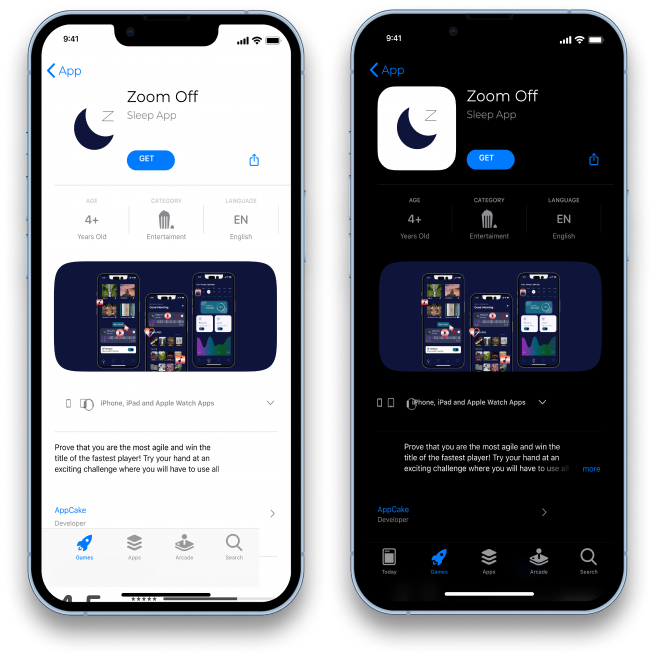 9:41
App
Zoom Off
Sleep App
Z
GET
AGE
CATEGORY
LANGUAGE
4+
EN
Years Old
Entertaiment
English
iPhone, iPad and Apple Watch Apps
Prove that you are the most agile and win the
title of the fastest player! Try your hand at an
exciting challenge where you will have to use all
AppCake
Developer
Games
Apps
Arcade
Search
9:41
App
Zoom Off
Sleep App
Z
GET
AGE
CATEGORY
LANGUAGE
4+
EN
Years Old
Entertaiment
English
iPhone, iPad and Apple Watch Apps
Prove that you are the most agile and win the
title of the fastest player! Try your hand at an
exciting challenge where you will have to use all
more
AppCake
Developer
Today
Games
Apps
Arcade
Search